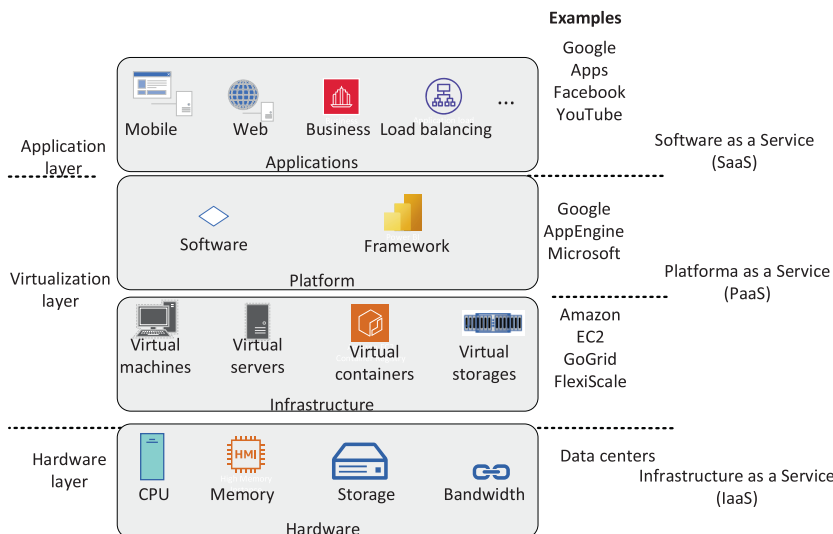 Examples
Google
Apps
Facebook
YouTube
Mobile
Web
Business
Load balancing
...
Applications
Application
layer
Software as a Service
(SaaS)
Software
Framework
Platform
Google
AppEngine
Microsoft
Virtualization
layer
Platforma as a Service
(PaaS)
Virtual
machines
Virtual
servers
Virtual
containers
Virtual
storages
Infrastructure
Amazon
EC2
GoGrid
FlexiScale
Hardware
layer
HMI
CPU
Memory
Storage
Bandwidth
Hardware
Data centers
Infrastructure as a Service
(IaaS)